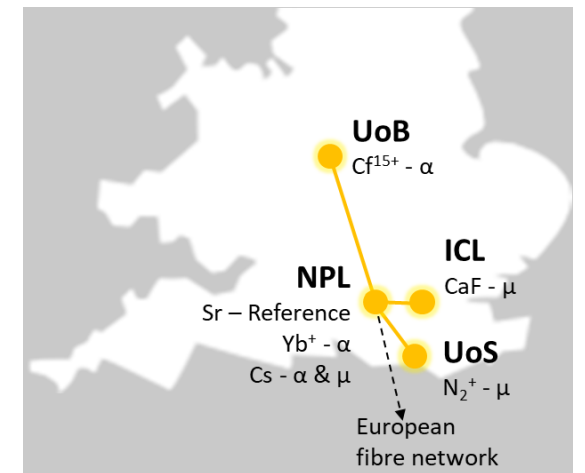 UoB
Cf¹⁵⁺ - α
ICL
CaF - μ
NPL
Sr – Reference
Yb⁺ - α
Cs - α & μ
UoS
N₂⁺ - μ
European
fibre network